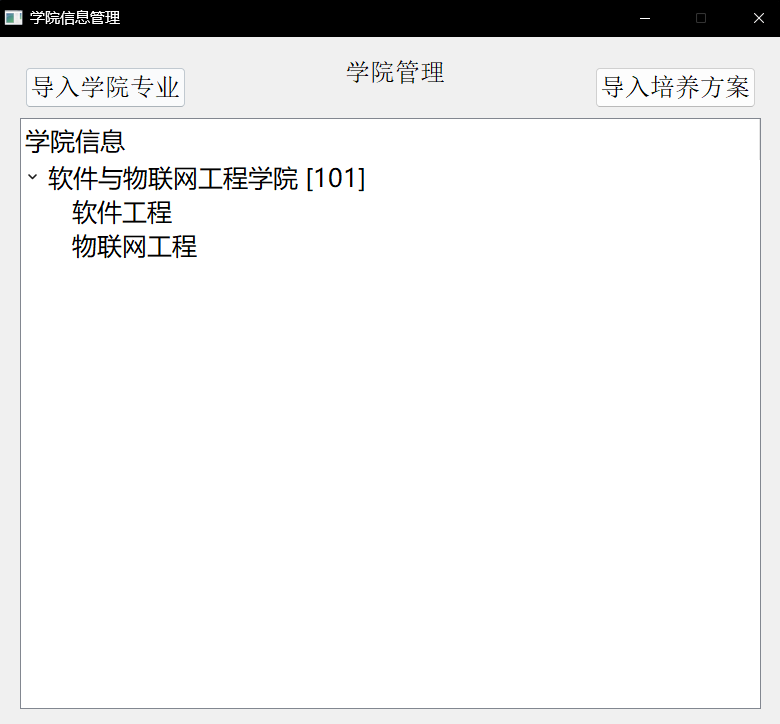 学院信息管理
学院管理
导入学院专业
导入培养方案
学院信息
软件与物联网工程学院 [101]
软件工程
物联网工程